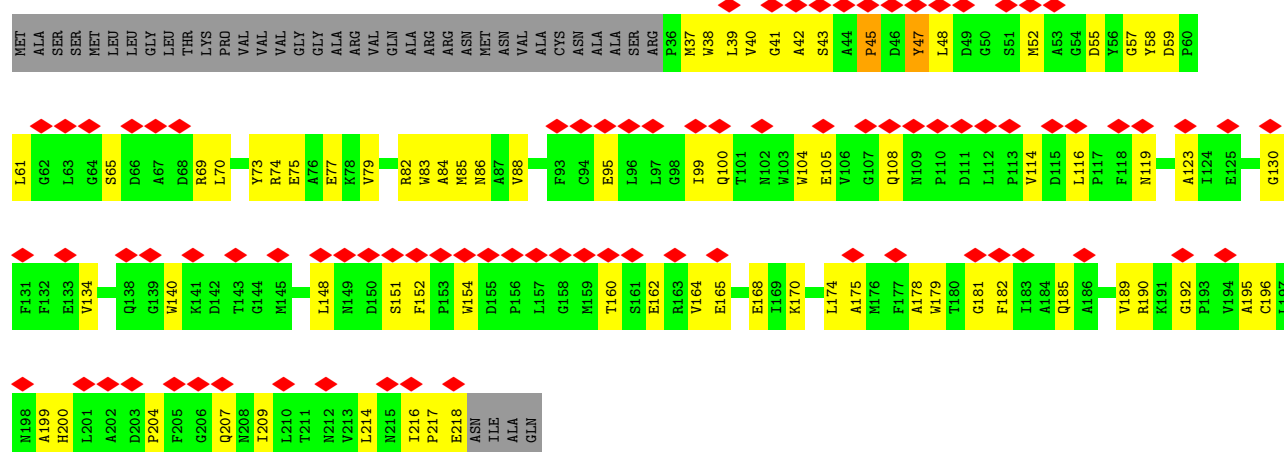 MET ALA SER SER MET LEU LEU GLY LEU THR LYS PRO VAL VAL VAL GLY GLY ALA ARG VAL GLN ALA ARG ARG ASN MET ASN VAL ALA CYS ASN ALA ALA SER ARG P36 M37 W38 L39 V40 G41 A42 S43 A44 P45 D46 Y47 L48 D49 G50 S51 M52 A53 G54 D55 Y56 G57 Y58 D59 P60
L61 G62 L63 G64 S65 D66 A67 D68 R69 L70 Y73 R74 E75 A76 E77 K78 V79 R82 W83 A84 M85 N86 A87 V88 F93 C94 E95 L96 L97 G98 I99 Q100 T101 N102 W103 W104 E105 V106 G107 Q108 N109 P110 D111 L112 P113 V114 D115 L116 P117 F118 N119 A123 I124 E125 G130
F131 F132 E133 V134 Q138 G139 W140 K141 D142 T143 G144 M145 L148 N149 D150 S151 F152 P153 W154 D155 P156 L157 G158 M159 T160 S161 E162 R163 V164 E165 E168 I169 K170 L174 A175 M176 F177 A178 W179 T180 G181 F182 I183 A184 Q185 A186 V189 R190 K191 G192 P193 V194 A195 C196
N198 A199 H200 L201 A202 D203 P204 F205 G206 Q207 N208 I209 L210 T211 N212 V213 L214 N215 I216 P217 E218 ASN ILE ALA GLN